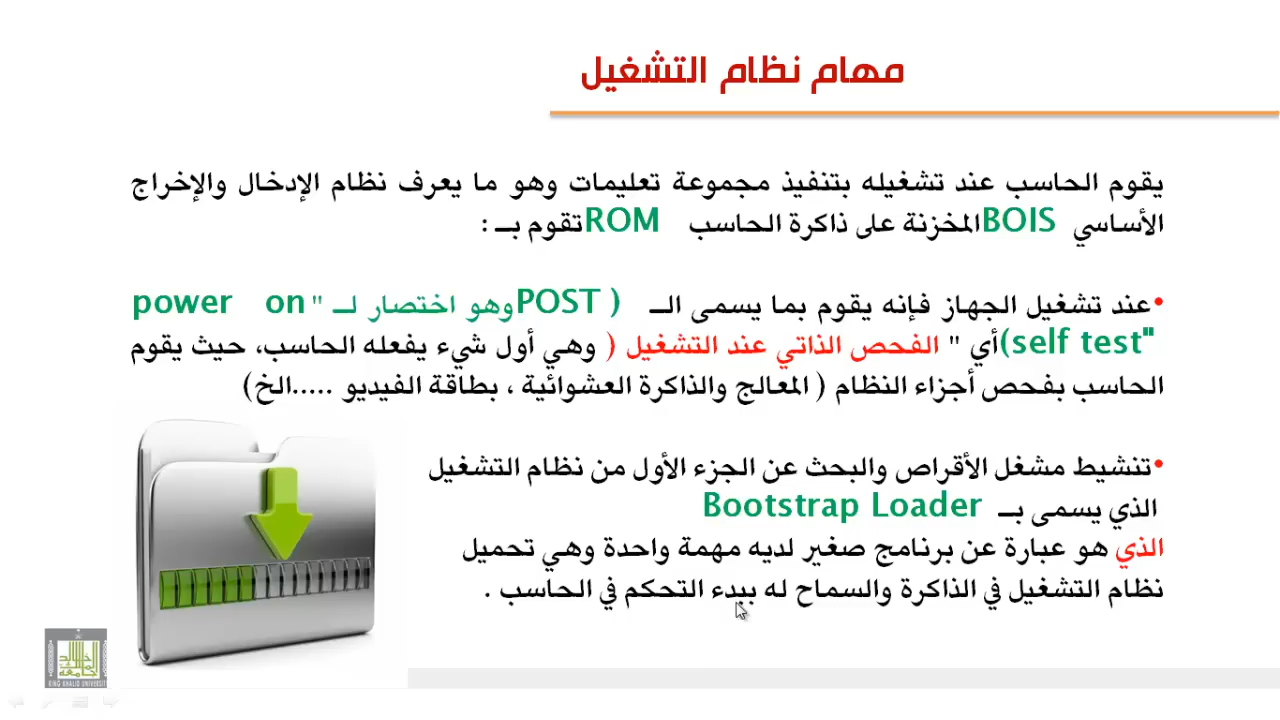 مهام نظام التشغيل
يقوم الحاسب عند تشغيله بتنفيذ مجموعة تعليمات وهو ما يعرف نظام الإدخال والإخراج
الأساسي BOIS المخزنة على ذاكرة الحاسب ROM تقوم بـ :
•عند تشغيل الجهاز فإنه يقوم بما يسمى الـ ( POST وهو اختصار لـ " power on
self test") أي " الفحص الذاتي عند التشغيل ( وهي أول شيء يفعله الحاسب، حيث يقوم
الحاسب بفحص أجزاء النظام ( المعالج والذاكرة العشوائية ، بطاقة الفيديو .....الخ)
•تنشيط مشغل الأقراص والبحث عن الجزء الأول من نظام التشغيل
الذي يسمى بـ Bootstrap Loader
الذي هو عبارة عن برنامج صغير لديه مهمة واحدة وهي تحميل
نظام التشغيل في الذاكرة والسماح له ببدء التحكم في الحاسب .
جامعة الملك خالد
KING KHALID UNIVERSITY